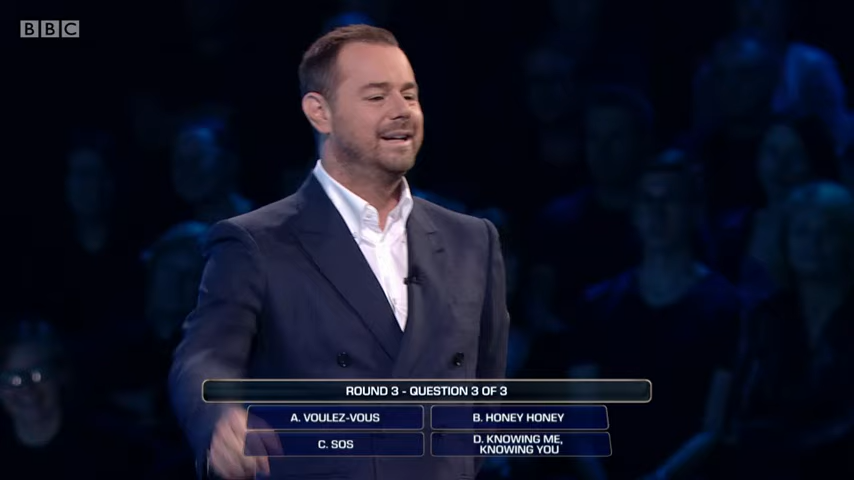 BBC
ROUND 3 - QUESTION 3 OF 3
A. VOULEZ-VOUS
B. HONEY HONEY
C. SOS
D. KNOWING ME,
KNOWING YOU